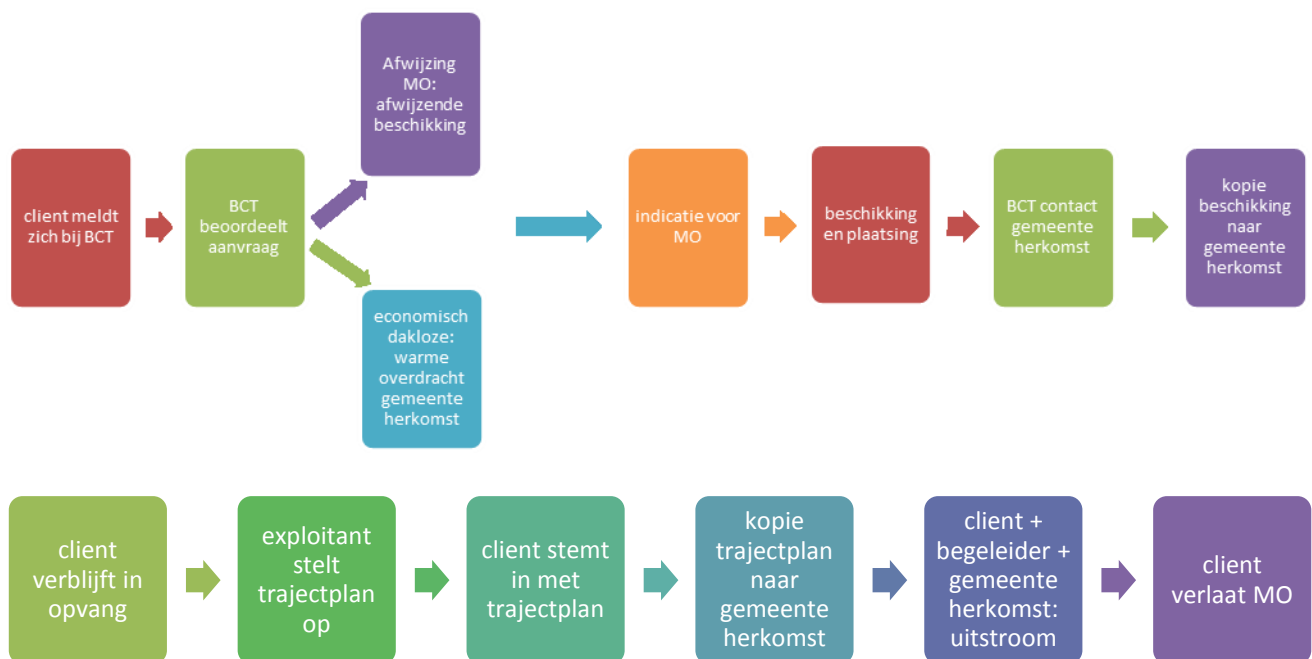 client meldt
zich bij BCT
BCT
beoordeelt
aanvraag
Afwijzing
MO:
afwijzende
beschikking
economisch
dakloze:
warme
overdracht
gemeente
herkomst
indicatie voor
MO
beschikking
en plaatsing
BCT contact
gemeente
herkomst
kopie
beschikking
naar
gemeente
herkomst
client
verblijft in
opvang
exploitant
stelt
trajectplan
op
client stemt
in met
trajectplan
kopie
trajectplan
naar
gemeente
herkomst
client +
begeleider +
gemeente
herkomst:
uitstroom
client
verlaat MO